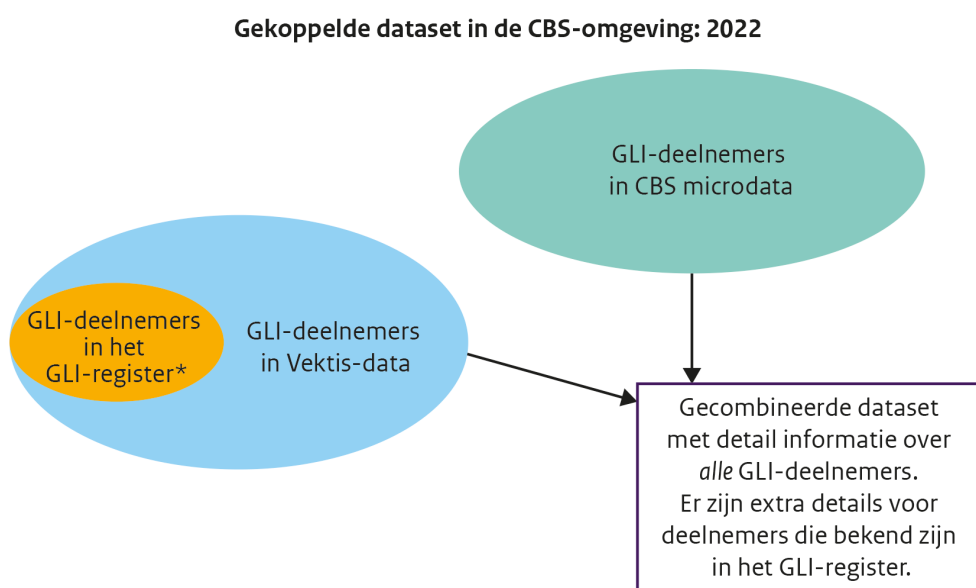 Gekoppelde dataset in de CBS-omgeving: 2022
GLI-deelnemers
in CBS microdata
GLI-deelnemers
in het
GLI-register*
GLI-deelnemers
in Vektis-data
Gecombineerde dataset
met detail informatie over
alle GLI-deelnemers.
Er zijn extra details voor
deelnemers die bekend zijn
in het GLI-register.